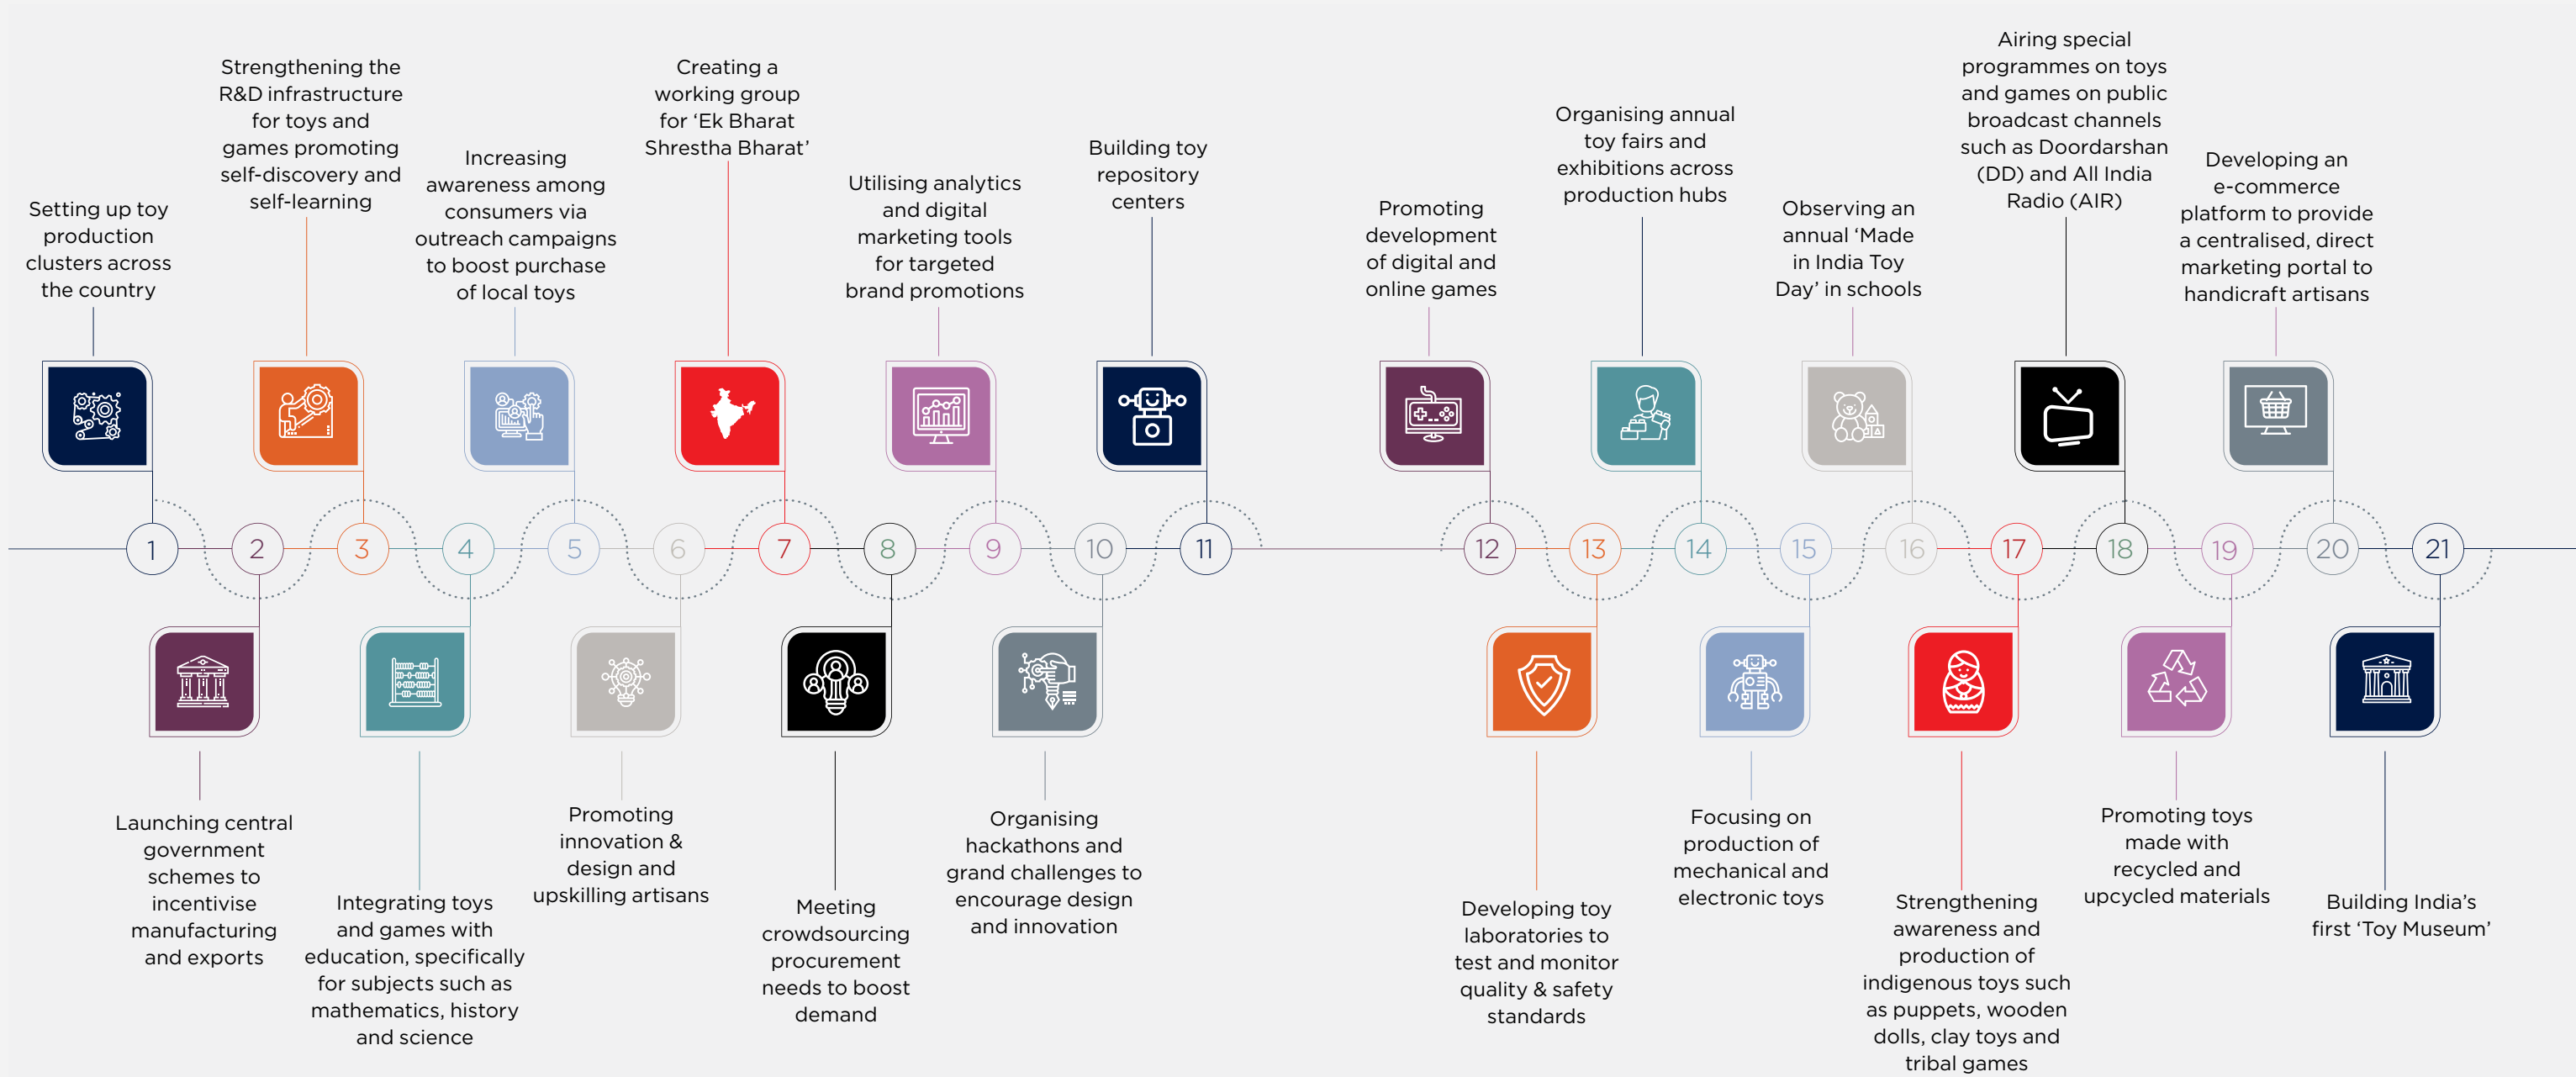 Setting up toy
production
clusters across
the country
1
2
Launching central
government
schemes to
incentivise
manufacturing
and exports
Strengthening the
R&D infrastructure
for toys and
games promoting
self-discovery and
self-learning
3
4
Integrating toys
and games with
education, specifically
for subjects such as
mathematics, history
and science
Increasing
awareness among
consumers via
outreach campaigns
to boost purchase
of local toys
5
6
Promoting
innovation &
design and
upskilling artisans
Creating a
working group
for ‘Ek Bharat
Shrestha Bharat’
7
8
Meeting
crowdsourcing
procurement
needs to boost
demand
Utilising analytics
and digital
marketing tools
for targeted
brand promotions
9
10
Organising
hackathons and
grand challenges to
encourage design
and innovation
Building toy
repository
centers
11
Promoting
development
of digital and
online games
12
13
Developing toy
laboratories to
test and monitor
quality & safety
standards
Organising annual
toy fairs and
exhibitions across
production hubs
14
15
Focusing on
production of
mechanical and
electronic toys
Observing an
annual ‘Made
in India Toy
Day’ in schools
16
17
Strengthening
awareness and
production of
indigenous toys such
as puppets, wooden
dolls, clay toys and
tribal games
Airing special
programmes on toys
and games on public
broadcast channels
such as Doordarshan
(DD) and All India
Radio (AIR)
18
19
Promoting toys
made with
recycled and
upcycled materials
Developing an
e-commerce
platform to provide
a centralised, direct
marketing portal to
handicraft artisans
20
21
Building India’s
first ‘Toy Museum’